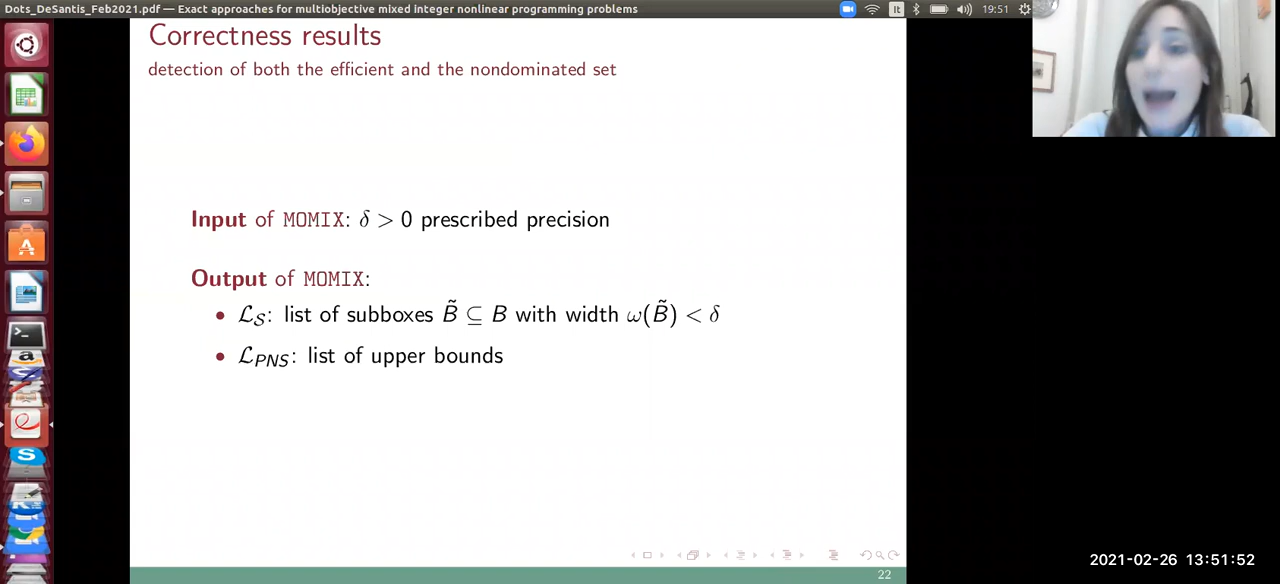 Dots_DeSantis_Feb2021.pdf — Exact approaches for multiobjective mixed integer nonlinear programming problems
It
19:51
Correctness results
detection of both the efficient and the nondominated set
Input of MOMIX: δ > 0 prescribed precision
Output of MOMIX:
• ℒ_𝒮: list of subboxes B̃ ⊆ B with width ω(B̃) < δ
• ℒ_PNS: list of upper bounds
22
2021-02-26 13:51:52